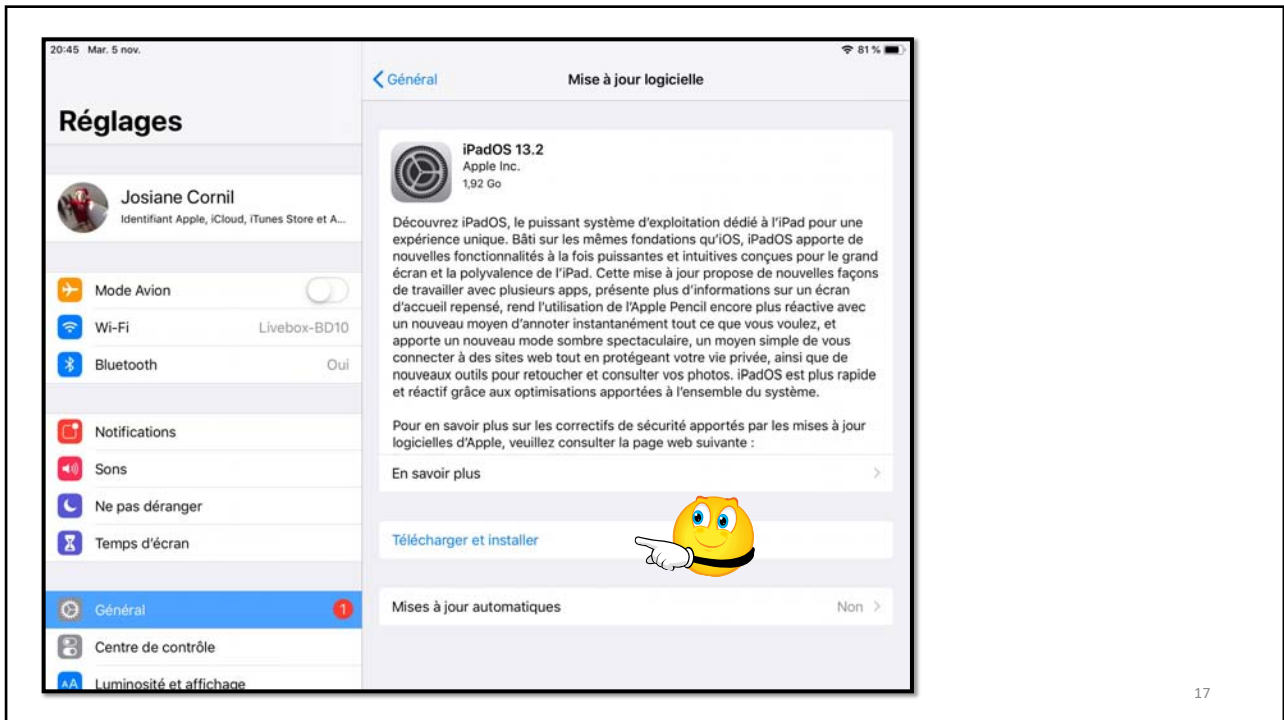 20:45 Mar. 5 nov.
81 %
Réglages
Josiane Cornil
Identifiant Apple, iCloud, iTunes Store et A...
Mode Avion
Wi-Fi Livebox-BD10
Bluetooth Oui
Notifications
Sons
Ne pas déranger
Temps d'écran
Général 1
Centre de contrôle
AA Luminosité et affichage
Général Mise à jour logicielle
iPadOS 13.2
Apple Inc.
1,92 Go
Découvrez iPadOS, le puissant système d'exploitation dédié à l'iPad pour une
expérience unique. Bâti sur les mêmes fondations qu'iOS, iPadOS apporte de
nouvelles fonctionnalités à la fois puissantes et intuitives conçues pour le grand
écran et la polyvalence de l'iPad. Cette mise à jour propose de nouvelles façons
de travailler avec plusieurs apps, présente plus d'informations sur un écran
d'accueil repensé, rend l'utilisation de l'Apple Pencil encore plus réactive avec
un nouveau moyen d'annoter instantanément tout ce que vous voulez, et
apporte un nouveau mode sombre spectaculaire, un moyen simple de vous
connecter à des sites web tout en protégeant votre vie privée, ainsi que de
nouveaux outils pour retoucher et consulter vos photos. iPadOS est plus rapide
et réactif grâce aux optimisations apportées à l'ensemble du système.
Pour en savoir plus sur les correctifs de sécurité apportés par les mises à jour
logicielles d'Apple, veuillez consulter la page web suivante :
En savoir plus
Télécharger et installer
Mises à jour automatiques Non
17